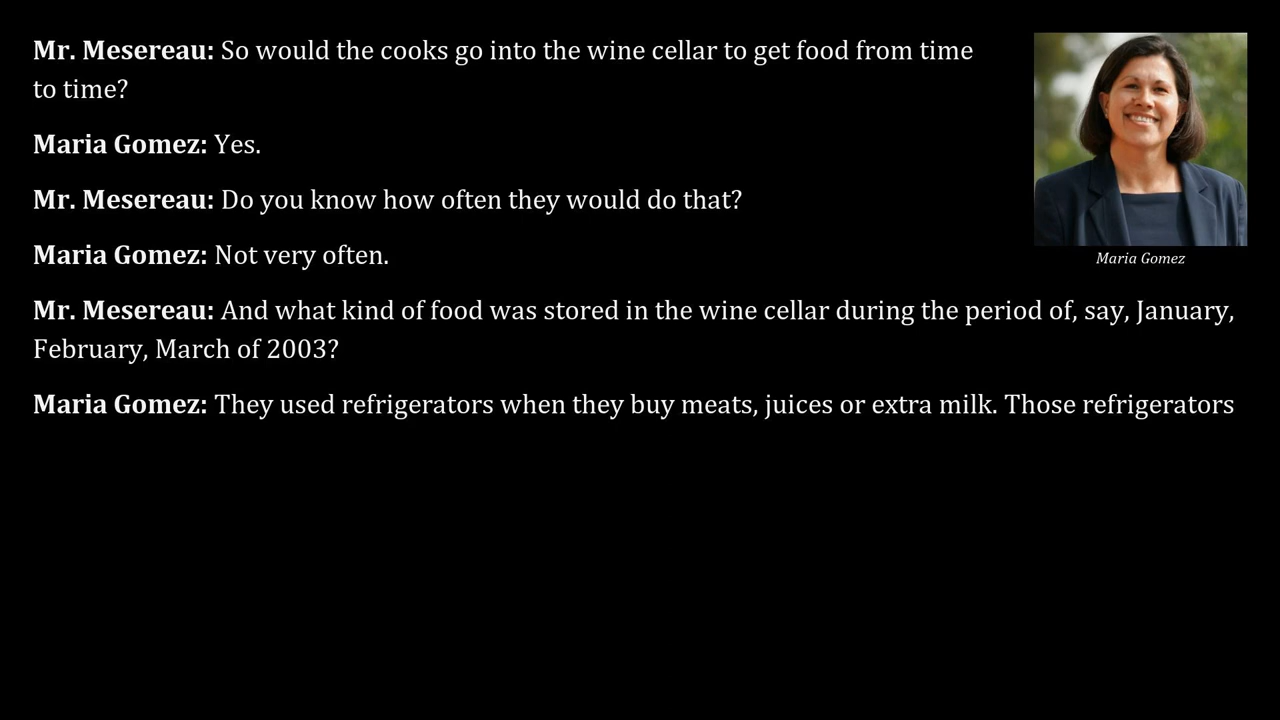 Mr. Mesereau: So would the cooks go into the wine cellar to get food from time
to time?
Maria Gomez: Yes.
Mr. Mesereau: Do you know how often they would do that?
Maria Gomez: Not very often.
Maria Gomez
Mr. Mesereau: And what kind of food was stored in the wine cellar during the period of, say, January,
February, March of 2003?
Maria Gomez: They used refrigerators when they buy meats, juices or extra milk. Those refrigerators